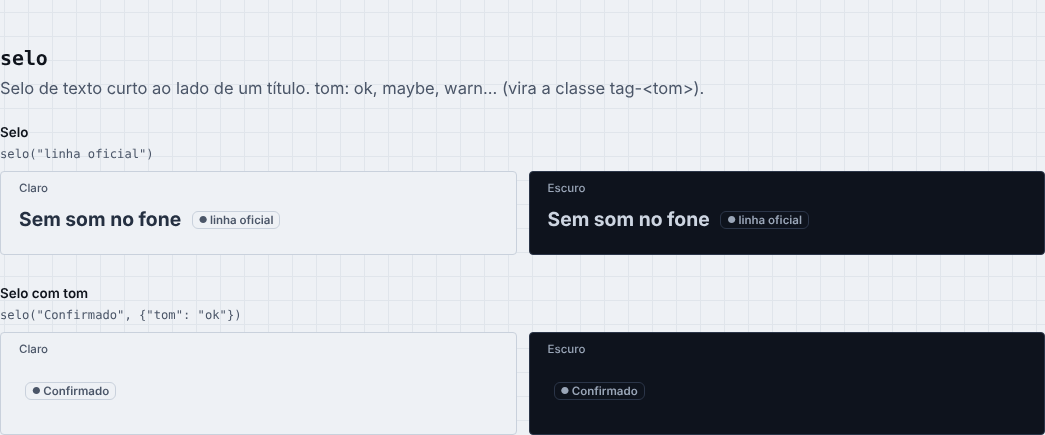 selo
Selo de texto curto ao lado de um título. tom: ok, maybe, warn... (vira a classe tag-<tom>).
Selo
selo("linha oficial")
Claro
Sem som no fone linha oficial
Escuro
Sem som no fone linha oficial
Selo com tom
selo("Confirmado", {"tom": "ok"})
Claro
Confirmado
Escuro
Confirmado